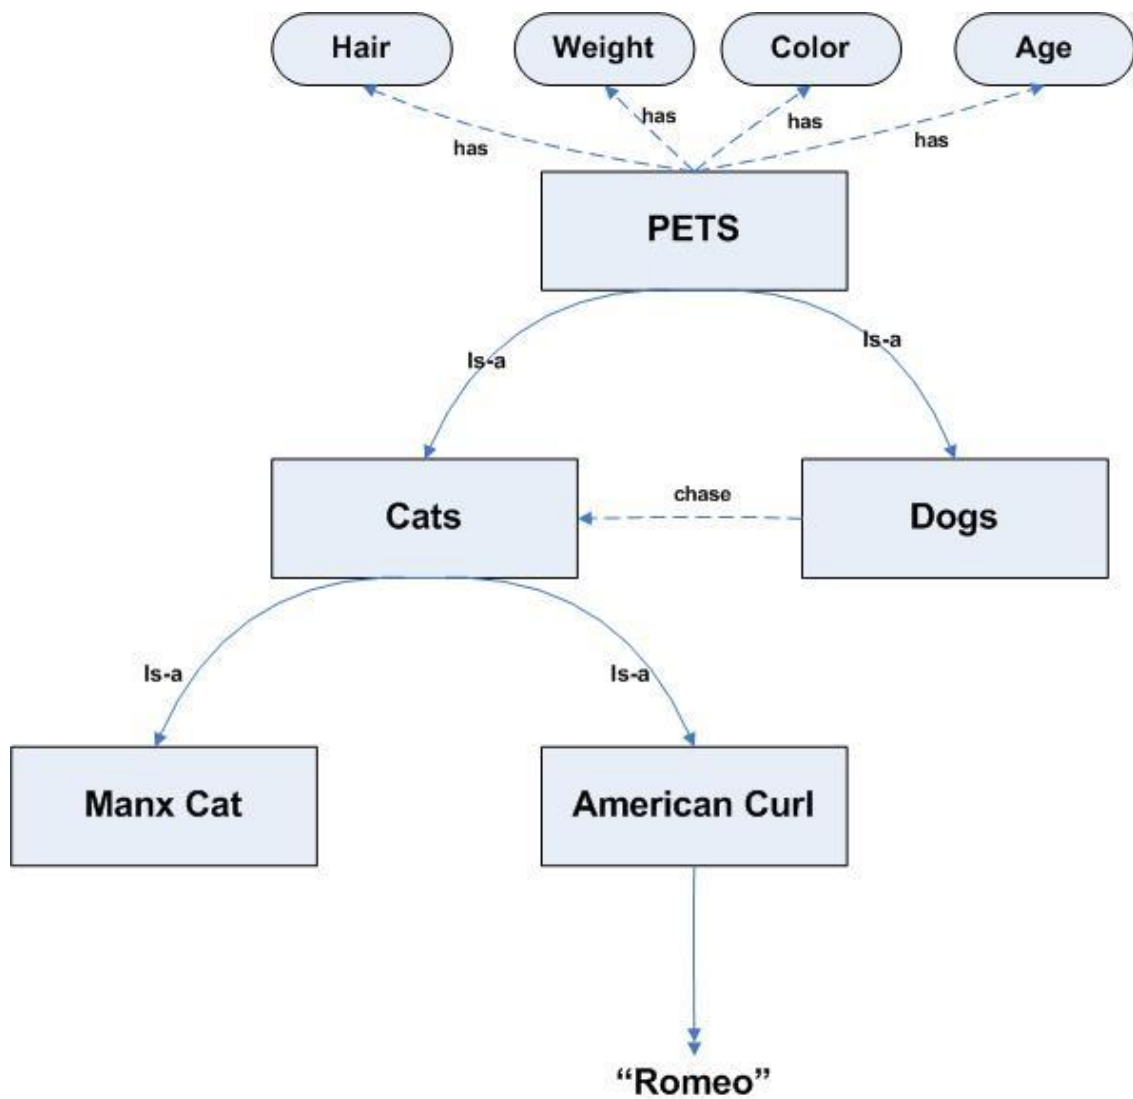 Hair
Weight
Color
Age
has
has
has
has
PETS
Is-a
Is-a
Cats
chase
Dogs
Is-a
Is-a
Manx Cat
American Curl
“Romeo”